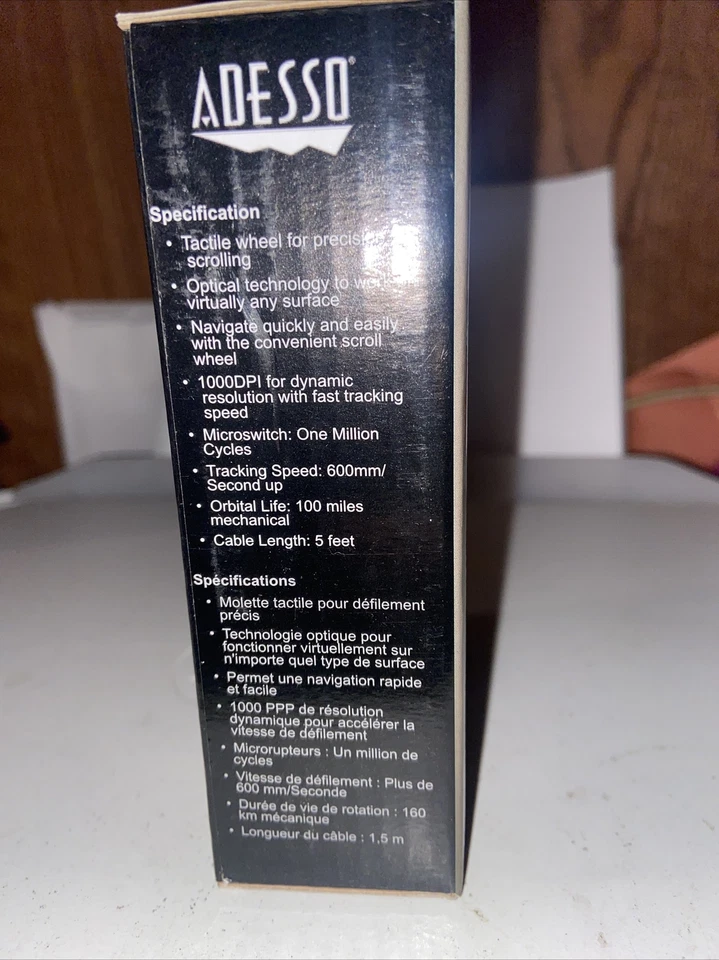 ADESSO®
Specification
• Tactile wheel for precision
scrolling
• Optical technology to work
virtually any surface
• Navigate quickly and easily
with the convenient scroll
wheel
• 1000DPI for dynamic
resolution with fast tracking
speed
• Microswitch: One Million
Cycles
• Tracking Speed: 600mm/
Second up
• Orbital Life: 100 miles
mechanical
• Cable Length: 5 feet
Spécifications
• Molette tactile pour défilement
précis
• Technologie optique pour
fonctionner virtuellement sur
n'importe quel type de surface
• Permet une navigation rapide
et facile
• 1000 PPP de résolution
dynamique pour accélérer la
vitesse de défilement
• Microrupteurs : Un million de
cycles
• Vitesse de défilement : Plus de
600 mm/Seconde
• Durée de vie de rotation : 160
km mécanique
• Longueur du câble : 1,5 m